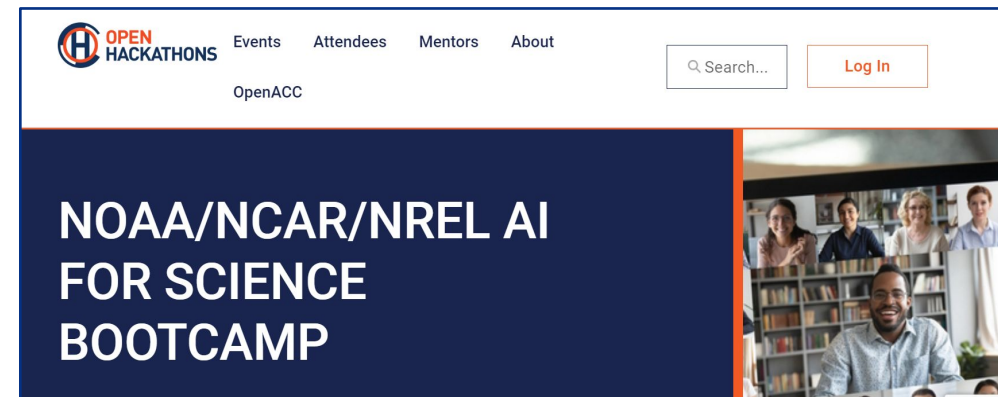 OPEN
HACKATHONS
Events Attendees Mentors About
OpenACC
Search...
Log In
NOAA/NCAR/NREL AI
FOR SCIENCE
BOOTCAMP